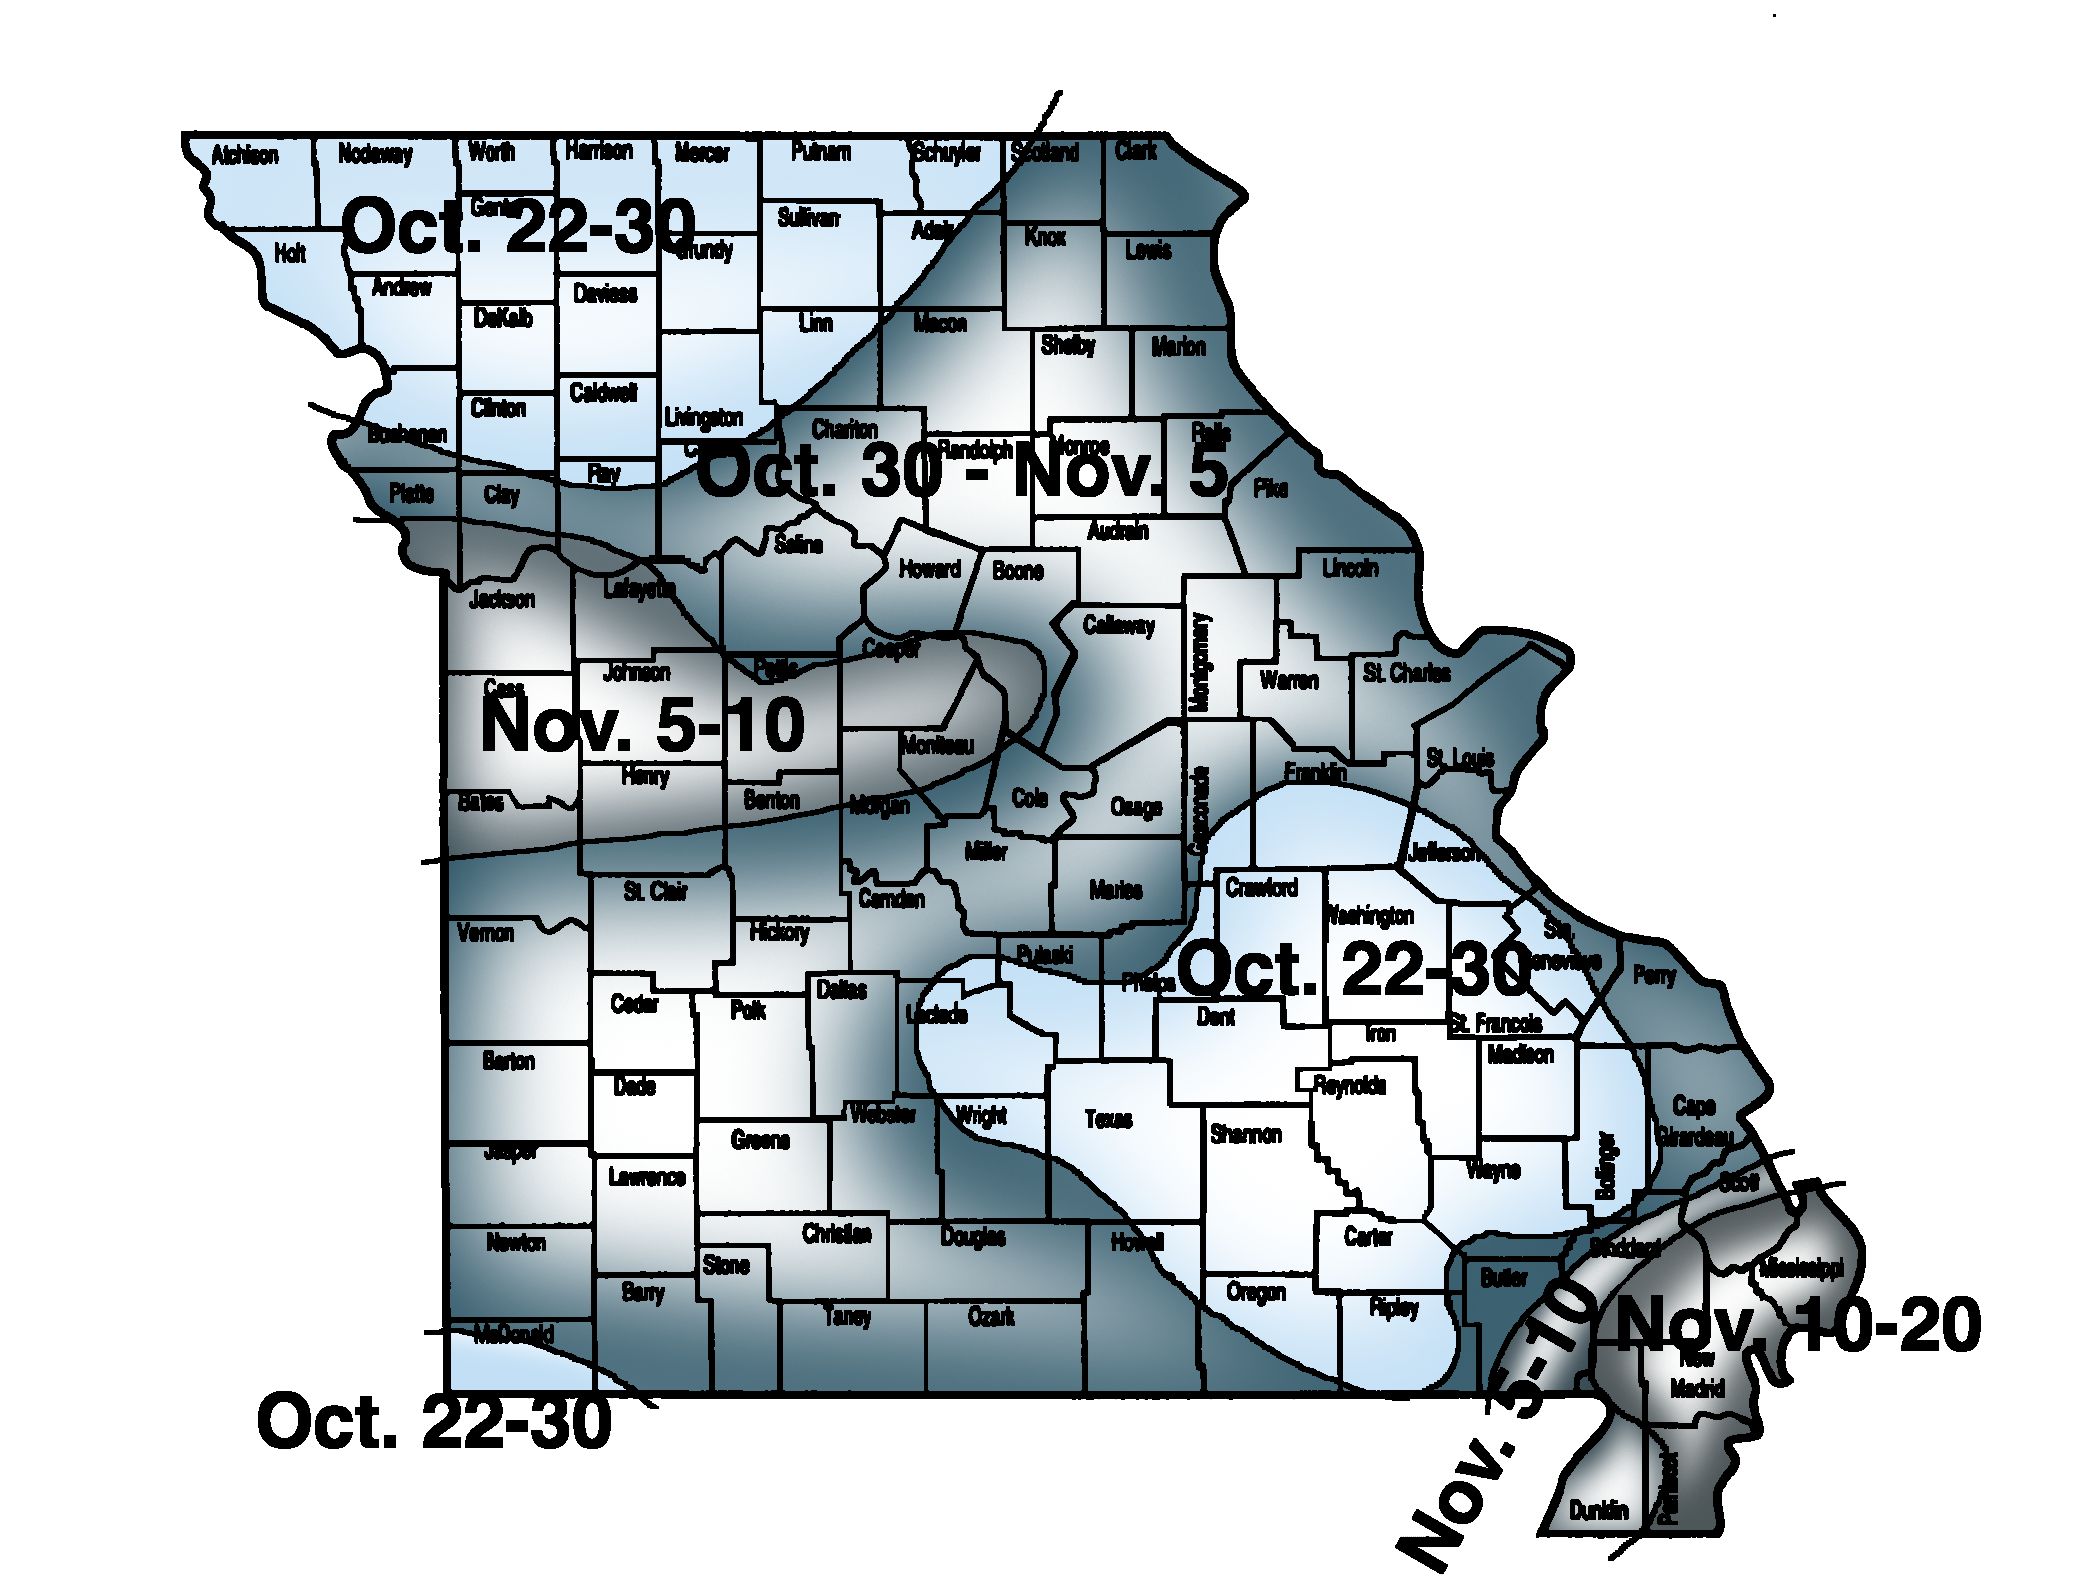 Atchison
Nodaway
Worth
Harrison
Mercer
Putnam
Schuyler
Scotland
Clark
Oct. 22-30
Gentry
Grundy
Sullivan
Adair
Knox
Lewis
Holt
Andrew
DeKalb
Daviess
Linn
Macon
Shelby
Marion
Buchanan
Clinton
Caldwell
Livingston
Chariton
Randolph
Monroe
Ralls
Oct. 30 - Nov. 5
Platte
Clay
Ray
Pike
Audrain
Saline
Howard
Boone
Lincoln
Jackson
Lafayette
Callaway
Montgomery
Cooper
Johnson
Pettis
Warren
St. Charles
Cass
Nov. 5-10
Moniteau
St. Louis
Henry
Franklin
Bates
Benton
Morgan
Cole
Osage
Gasconade
Miller
Jefferson
St. Clair
Camden
Maries
Crawford
Washington
Vernon
Hickory
Pulaski
Phelps
Oct. 22-30
Ste.
Genevieve
Perry
Cedar
Polk
Dallas
Laclede
Dent
Iron
St. Francois
Barton
Dade
Madison
Reynolds
Webster
Wright
Texas
Shannon
Cape
Girardeau
Greene
Jasper
Lawrence
Wayne
Bollinger
Scott
Newton
Christian
Douglas
Howell
Carter
Stoddard
Stone
Barry
Oregon
Ripley
Butler
Mississippi
McDonald
Taney
Ozark
Nov. 10-20
New
Madrid
Oct. 22-30
Nov. 5-10
Dunklin
Pemiscot